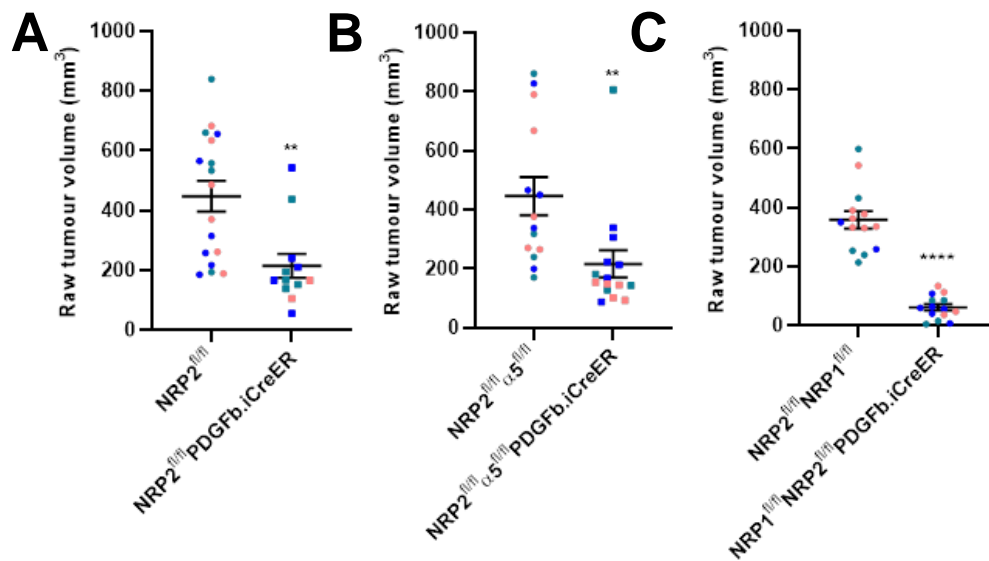 A
B
C
Raw tumour volume (mm³)
1000
800
600
400
200
0
**
NRP2fl/fl
NRP2fl/flPDGFb.iCreER
Raw tumour volume (mm³)
1000
800
600
400
200
0
**
NRP2fl/flα5fl/fl
NRP2fl/flα5fl/flPDGFb.iCreER
Raw tumour volume (mm³)
1000
800
600
400
200
0
****
NRP2fl/flNRP1fl/fl
NRP1fl/flNRP2fl/flPDGFb.iCreER